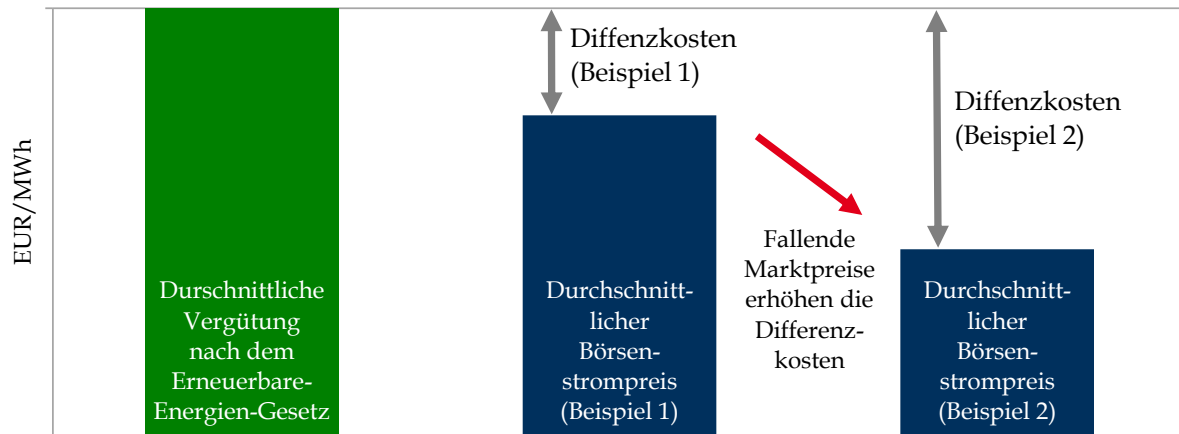 EUR/MWh
Durschnittliche
Vergütung
nach dem
Erneuerbare-
Energien-Gesetz
Diffenzkosten
(Beispiel 1)
Durchschnitt-
licher
Börsen-
strompreis
(Beispiel 1)
Fallende
Marktpreise
erhöhen die
Differenz-
kosten
Diffenzkosten
(Beispiel 2)
Durchschnitt-
licher
Börsen-
strompreis
(Beispiel 2)